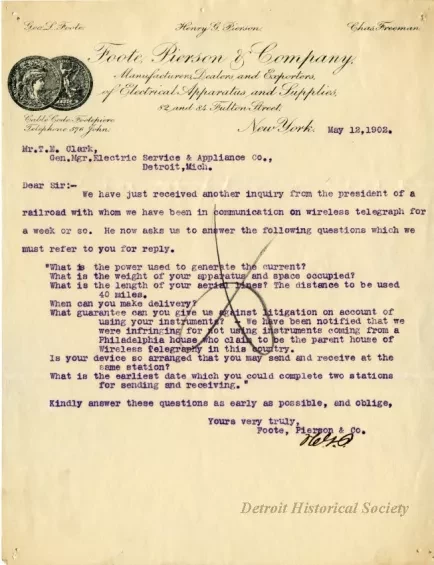 Geo. L. Foote. Henry G. Pierson. Chas. Freeman.
Foote, Pierson & Company,
Manufacturers, Dealers and Exporters,
of Electrical Apparatus and Supplies,
82 and 84 Fulton Street,
Cable Code Footepiers
Telephone 576 John.
New York. May 12, 1902.
Mr. T. M. Clark,
Gen. Mgr. Electric Service & Appliance Co.,
Detroit, Mich.
Dear Sir:-
We have just received another inquiry from the president of a
railroad with whom we have been in communication on wireless telegraph for
a week or so. He now asks us to answer the following questions which we
must refer to you for reply.
"What is the power used to generate the current?
What is the weight of your apparatus and space occupied?
What is the length of your aerial lines? The distance to be used
40 miles.
When can you make delivery?
What guarantee can you give us against litigation on account of
using your instruments? - We have been notified that we
were infringing for not using instruments coming from a
Philadelphia house who claim to be the parent house of
Wireless Telegraphy in this country.
Is your device so arranged that you may send and receive at the
same station?
What is the earliest date which you could complete two stations
for sending and receiving."
Kindly answer these questions as early as possible, and oblige,
Yours very truly,
Foote, Pierson & Co.
Detroit Historical Society